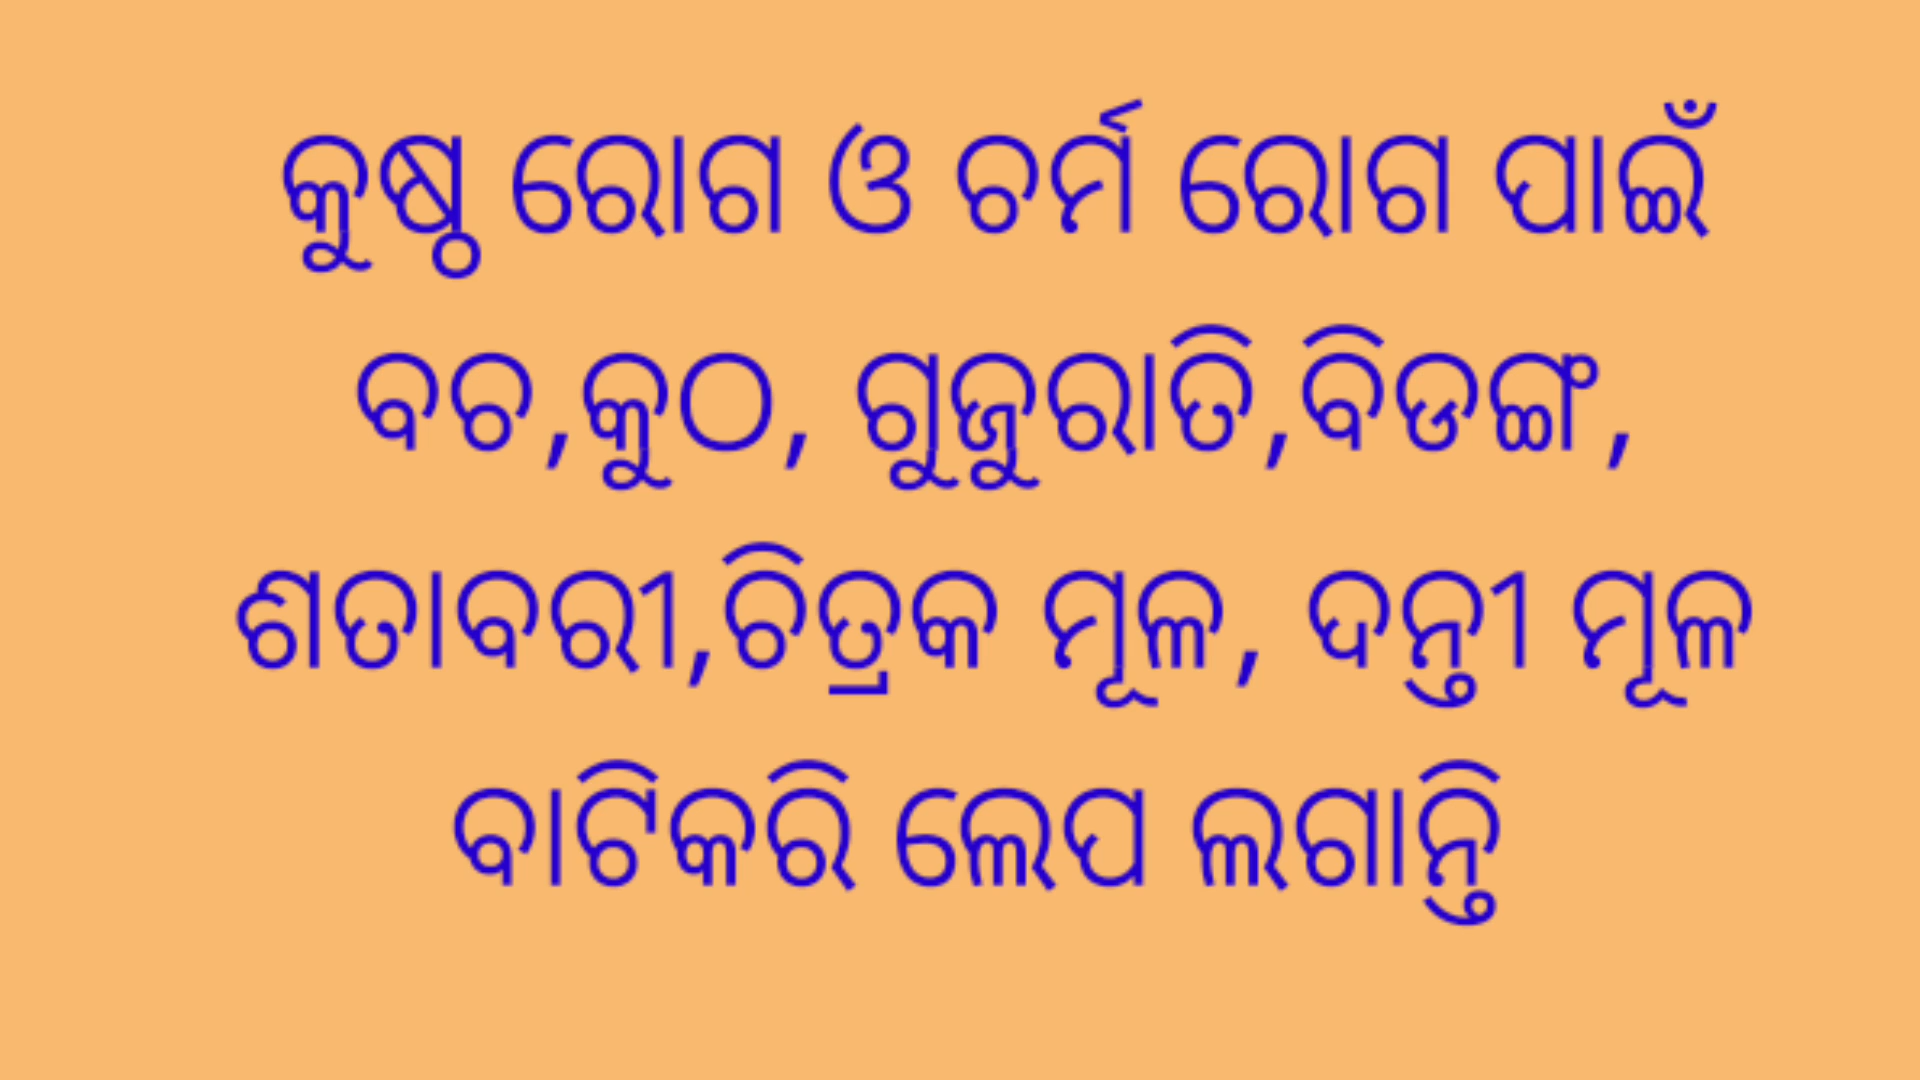 କୁଷ୍ଠ ରୋଗ ଓ ଚର୍ମ ରୋଗ ପାଇଁ
ବଚ,କୁଠ, ଗୁଜୁରାତି,ବିଡଙ୍ଗ,
ଶତାବରୀ,ଚିତ୍ରକ ମୂଳ, ଦନ୍ତୀ ମୂଳ
ବାଟିକରି ଲେପ ଲଗାନ୍ତି